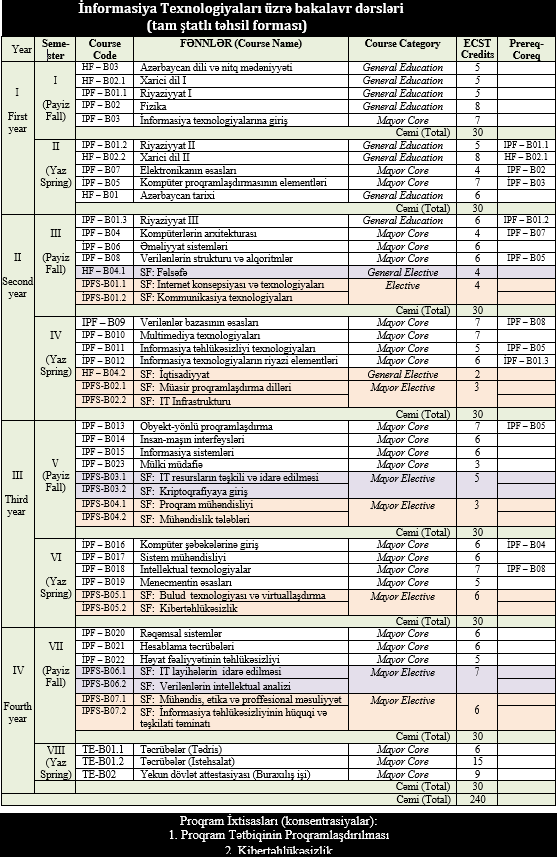 İnformasiya Texnologiyaları üzrə bakalavr dərsləri
(tam ştatlı təhsil forması)
Year Seme-ster Course Code FƏNNLƏR (Course Name) Course Category ECST Credits Prereq-Coreq
I First year
I (Payiz Fall)
HF – B03 Azərbaycan dili və nitq mədəniyyəti General Education 5
HF – B02.1 Xarici dil I General Education 5
IPF – B01.1 Riyaziyyat I General Education 5
IPF – B02 Fizika General Education 8
IPF – B03 İnformasiya texnologiyalarına giriş Mayor Core 7
Cəmi (Total) 30
II (Yaz Spring)
IPF – B01.2 Riyaziyyat II General Education 5 IPF – B01.1
HF – B02.2 Xarici dil II General Education 8 HF – B02.1
IPF – B07 Elektronikanın əsasları Mayor Core 4 IPF – B02
IPF – B05 Kompüter proqramlaşdırmasının elementləri Mayor Core 7 IPF – B03
HF – B01 Azərbaycan tarixi General Education 6
Cəmi (Total) 30
II Second year
III (Payiz Fall)
IPF – B01.3 Riyaziyyat III General Education 6 IPF – B01.2
IPF – B04 Kompüterlərin arxitekturası Mayor Core 4 IPF – B07
IPF – B06 Əməliyyat sistemləri Mayor Core 6
IPF – B08 Verilənlərin strukturu və alqoritmlər Mayor Core 6 IPF – B05
HF – B04.1 SF: Fəlsəfə General Elective 4
IPFS-B01.1 SF: Internet konsepsiyası və texnologiyaları Elective 4
IPFS-B01.2 SF: Kommunikasiya texnologiyaları
Cəmi (Total) 30
IV (Yaz Spring)
IPF – B09 Verilənlər bazasının əsasları Mayor Core 7 IPF – B08
IPF – B010 Multimediya texnologiyaları Mayor Core 7
IPF – B011 İnformasiya təhlükəsizliyi texnologiyaları Mayor Core 5 IPF – B05
IPF – B012 İnformasiya texnologiyaların riyazi elementləri Mayor Core 6 IPF – B01.3
HF – B04.2 SF: İqtisadiyyat General Elective 2
IPFS-B02.1 SF: Müasir proqramlaşdırma dilləri Mayor Elective 3
IPFS-B02.2 SF: IT Infrastrukturu
Cəmi (Total) 30
III Third year
V (Payiz Fall)
IPF – B013 Obyekt-yönlü proqramlaşdırma Mayor Core 7 IPF – B05
IPF – B014 Insan-maşın interfeysləri Mayor Core 6
IPF – B015 İnformasiya sistemləri Mayor Core 6
IPF – B023 Mülki müdafiə Mayor Core 3
IPFS-B03.1 SF: IT resursların təşkili və idarə edilməsi Mayor Elective 5
IPFS-B03.2 SF: Kriptoqrafiyaya giriş
IPFS-B04.1 SF: Proqram mühəndisliyi Mayor Elective 3
IPFS-B04.2 SF: Mühəndislik tələbləri
Cəmi (Total) 30
VI (Yaz Spring)
IPF – B016 Kompüter şəbəkələrinə giriş Mayor Core 6 IPF – B04
IPF – B017 Sistem mühəndisliyi Mayor Core 6
IPF – B018 Intellektual texnologiyalar Mayor Core 7 IPF – B08
IPF – B019 Menecmentin əsasları Mayor Core 5
IPFS-B05.1 SF: Bulud texnologiyası və virtuallaşdırma Mayor Elective 6
IPFS-B05.2 SF: Kibertəhlükəsizlik
Cəmi (Total) 30
IV Fourth year
VII (Payiz Fall)
IPF – B020 Rəqəmsal sistemlər Mayor Core 6
IPF – B021 Hesablama təcrübələri Mayor Core 6
IPF – B022 Həyat fəaliyyətinin təhlükəsizliyi Mayor Core 5
IPFS-B06.1 SF: IT layihələrin idarə edilməsi Mayor Elective 7
IPFS-B06.2 SF: Verilənlərin intellektual analizi
IPFS-B07.1 SF: Mühəndis, etika və proffesional məsuliyyət Mayor Elective 6
IPFS-B07.2 SF: İnformasiya təhlükəsizliyinin hüquqi və
təşkilati təminatı
Cəmi (Total) 30
VIII (Yaz Spring)
TE-B01.1 Təcrübələr (Tədris) Mayor Core 6
TE-B01.2 Təcrübələr (İstehsalat) Mayor Core 15
TE-B02 Yekun dövlət attestasiyası (Buraxılış işi) Mayor Core 9
Cəmi (Total) 30
Cəmi (Total) 240
Proqram İxtisasları (konsentrasiyalar):
1. Proqram Tətbiqinin Proqramlaşdırılması
2. Kibertəhlükəsizlik